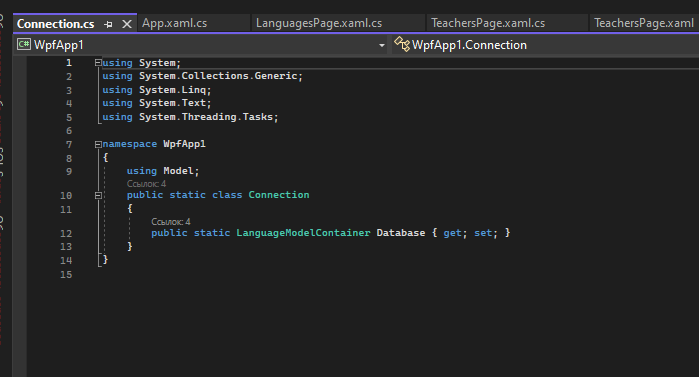 Connection.cs
App.xaml.cs
LanguagesPage.xaml.cs
TeachersPage.xaml.cs
TeachersPage.xaml
C# WpfApp1
WpfApp1.Connection
1 using System;
2 using System.Collections.Generic;
3 using System.Linq;
4 using System.Text;
5 using System.Threading.Tasks;
6
7 namespace WpfApp1
8 {
9 using Model;
Ссылок: 4
10 public static class Connection
11 {
Ссылок: 4
12 public static LanguageModelContainer Database { get; set; }
13 }
14 }
15